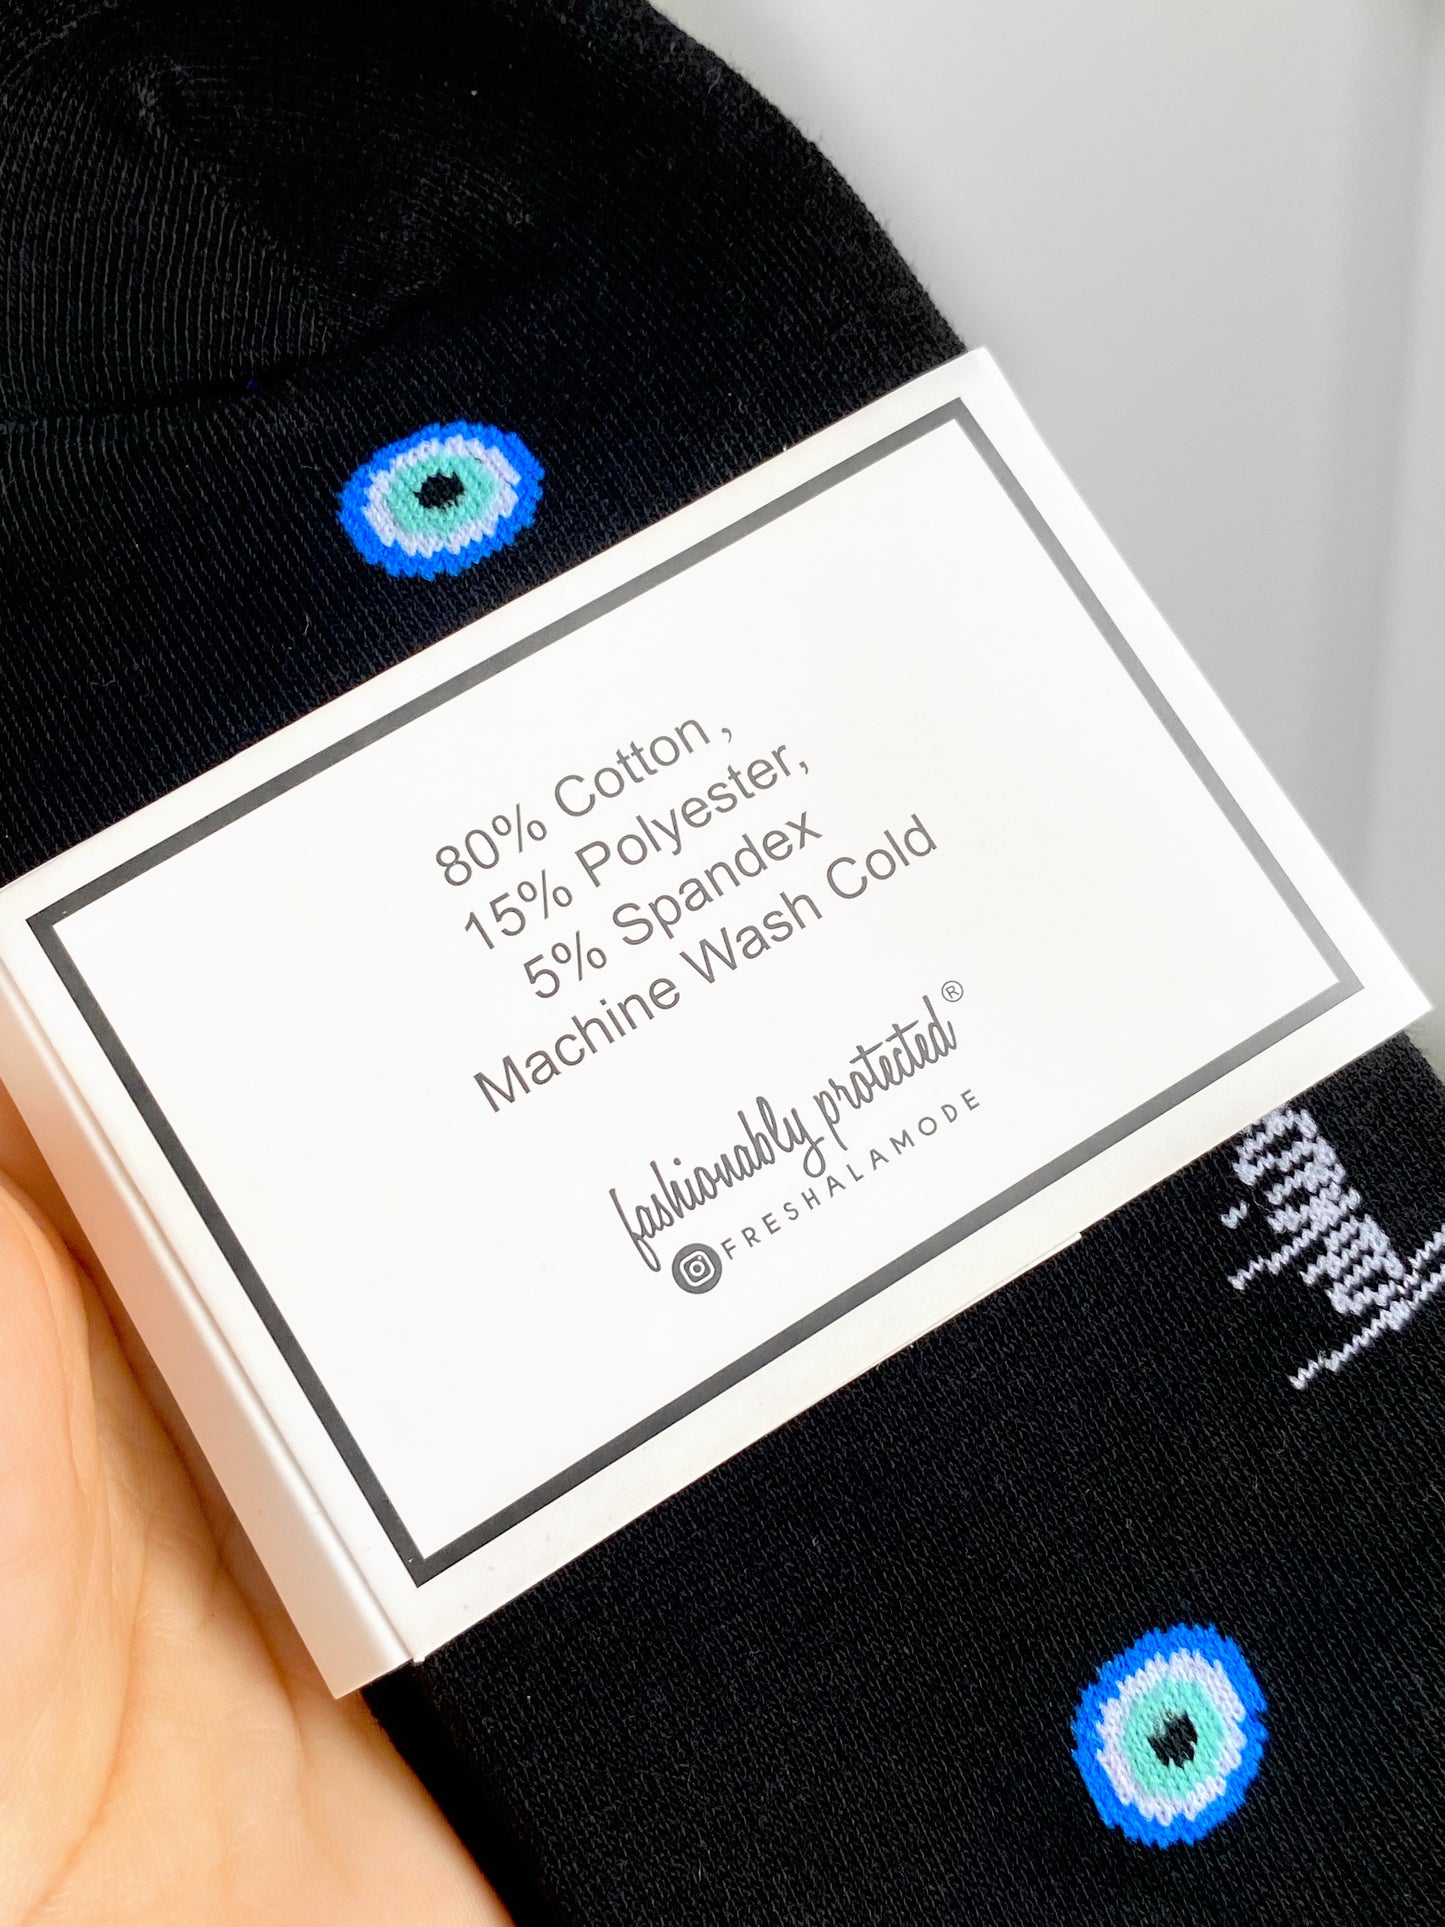 80% Cotton ,
15% Polyester,
5% Spandex
Machine Wash Cold
fashionably protected®
FRESHALAMODE